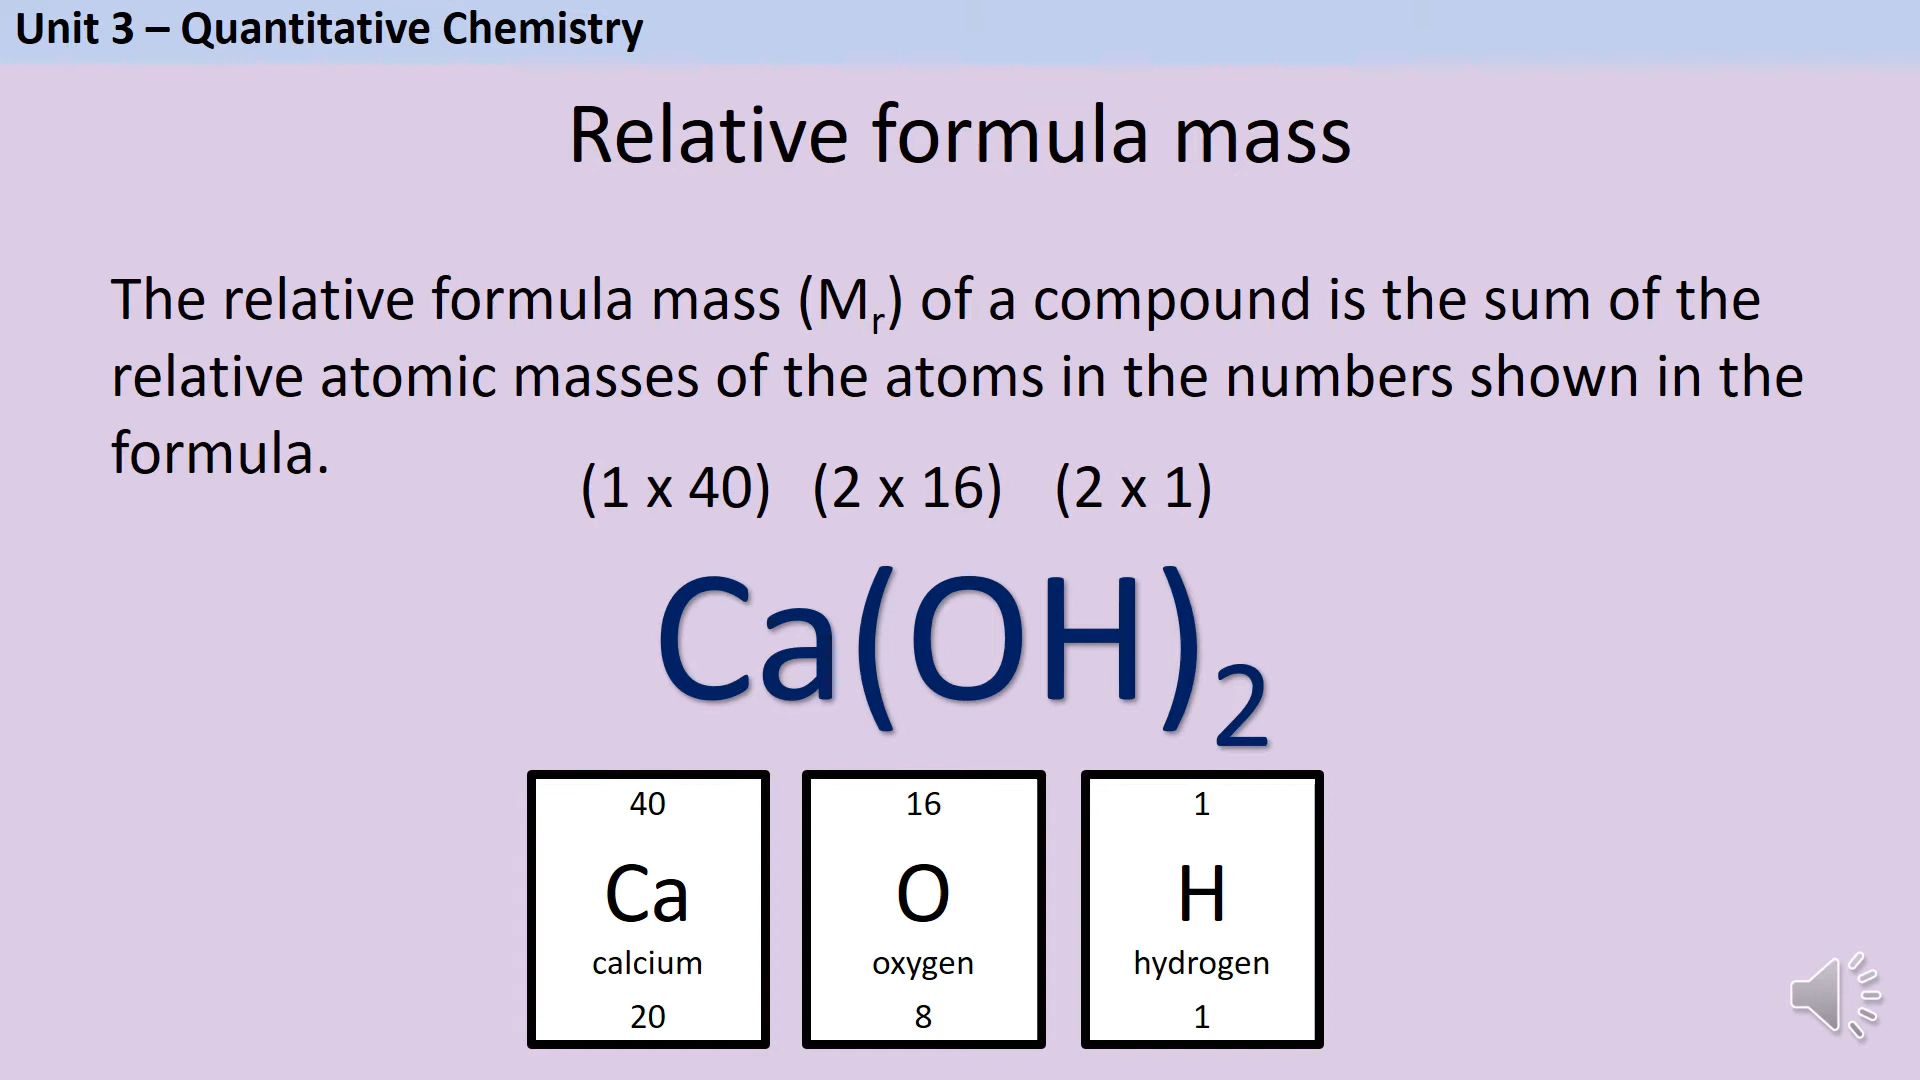 Unit 3 – Quantitative Chemistry
Relative formula mass
The relative formula mass (Mᵣ) of a compound is the sum of the
relative atomic masses of the atoms in the numbers shown in the
formula.
(1 x 40) (2 x 16) (2 x 1)
Ca(OH)₂
40 16 1
Ca O H
calcium oxygen hydrogen
20 8 1